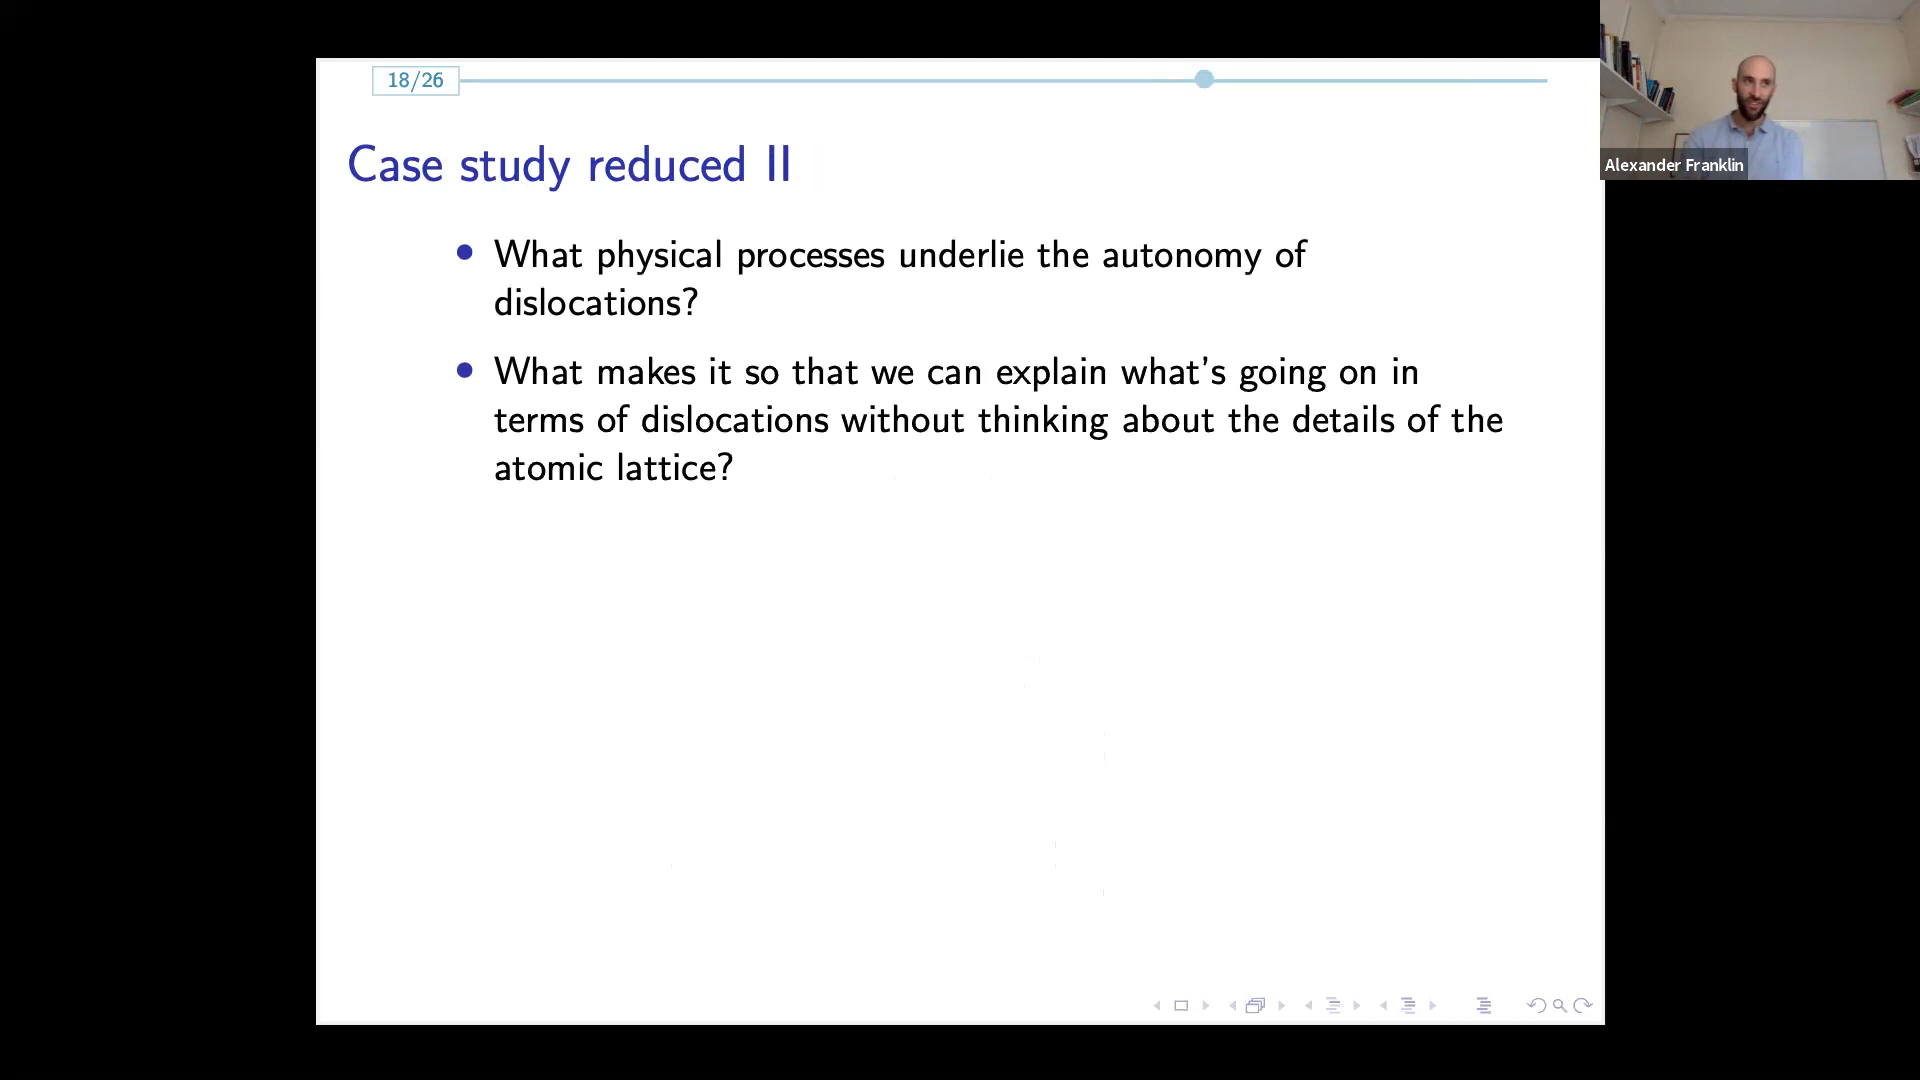 18/26
Alexander Franklin
Case study reduced II
• What physical processes underlie the autonomy of
dislocations?
• What makes it so that we can explain what's going on in
terms of dislocations without thinking about the details of the
atomic lattice?